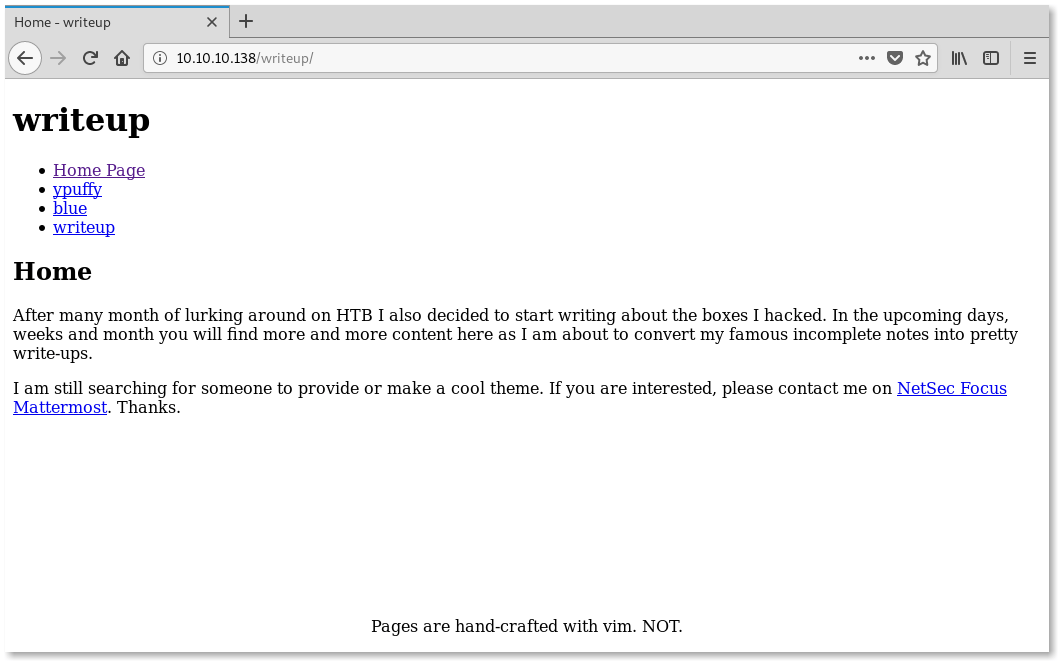 Home - writeup
10.10.10.138/writeup/
writeup
Home Page
ypuffy
blue
writeup
Home
After many month of lurking around on HTB I also decided to start writing about the boxes I hacked. In the upcoming days,
weeks and month you will find more and more content here as I am about to convert my famous incomplete notes into pretty
write-ups.
I am still searching for someone to provide or make a cool theme. If you are interested, please contact me on NetSec Focus
Mattermost. Thanks.
Pages are hand-crafted with vim. NOT.